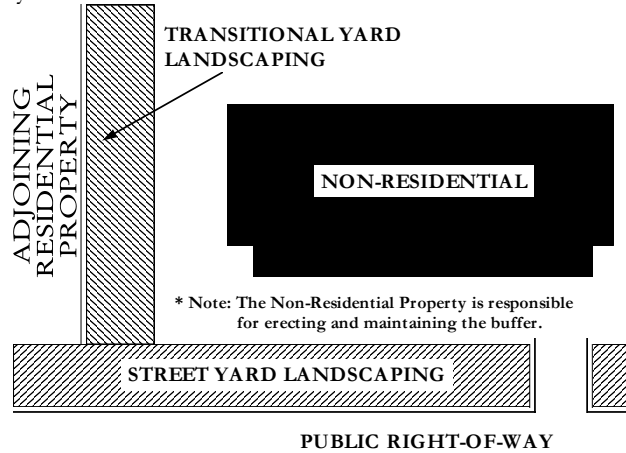 TRANSITIONAL YARD
LANDSCAPING
ADJOINING
RESIDENTIAL
PROPERTY
NON-RESIDENTIAL
* Note: The Non-Residential Property is responsible
for erecting and maintaining the buffer.
STREET YARD LANDSCAPING
PUBLIC RIGHT-OF-WAY